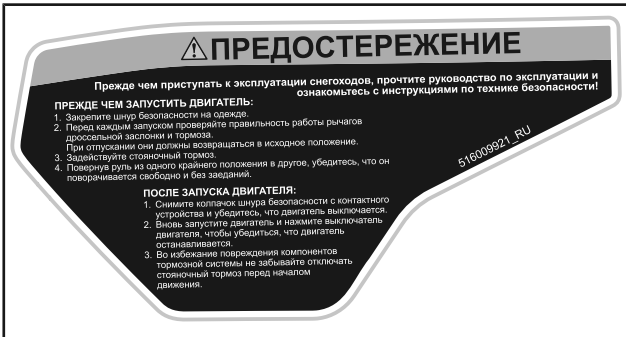 ⚠ПРЕДОСТЕРЕЖЕНИЕ
Прежде чем приступать к эксплуатации снегоходов, прочтите руководство по эксплуатации и
ознакомьтесь с инструкциями по технике безопасности!
ПРЕЖДЕ ЧЕМ ЗАПУСТИТЬ ДВИГАТЕЛЬ:
1. Закрепите шнур безопасности на одежде.
2. Перед каждым запуском проверяйте правильность работы рычагов
дроссельной заслонки и тормоза.
При отпускании они должны возвращаться в исходное положение.
3. Задействуйте стояночный тормоз.
4. Повернув руль из одного крайнего положения в другое, убедитесь, что он
поворачивается свободно и без заеданий.
516009921_RU
ПОСЛЕ ЗАПУСКА ДВИГАТЕЛЯ:
1. Снимите колпачок шнура безопасности с контактного
устройства и убедитесь, что двигатель выключается.
2. Вновь запустите двигатель и нажмите выключатель
двигателя, чтобы убедиться, что двигатель
останавливается.
3. Во избежание повреждения компонентов
тормозной системы не забывайте отключать
стояночный тормоз перед началом
движения.